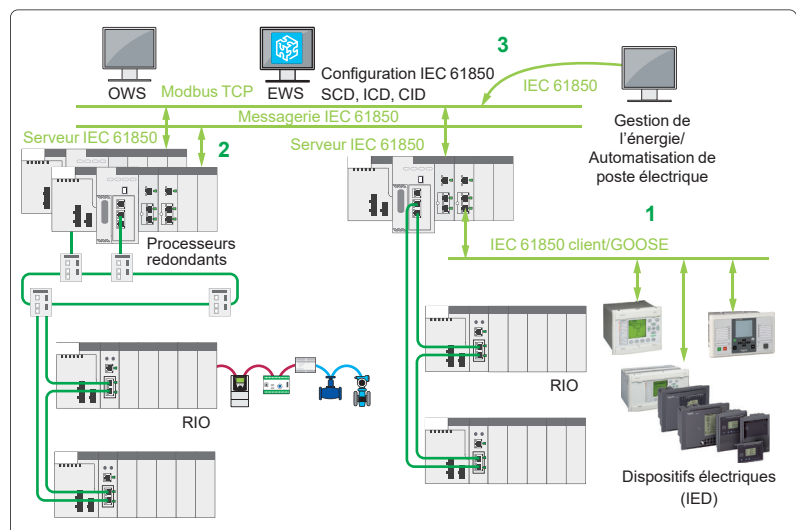 3
OWS
Modbus TCP
EWS
Configuration IEC 61850
SCD, ICD, CID
IEC 61850
Messagerie IEC 61850
Gestion de
l'énergie/
Automatisation de
poste électrique
Serveur IEC 61850
2
Serveur IEC 61850
1
Processeurs
redondants
IEC 61850 client/GOOSE
RIO
RIO
Dispositifs électriques
(IED)